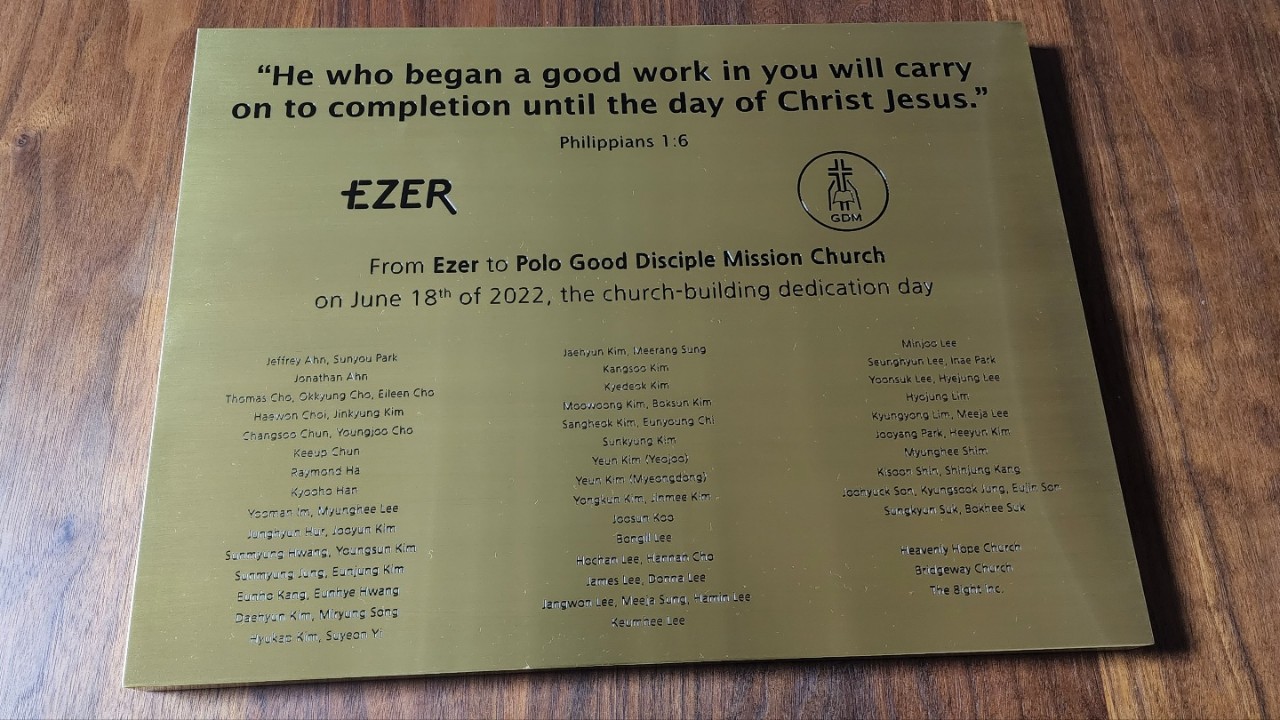 “He who began a good work in you will carry
on to completion until the day of Christ Jesus.”
Philippians 1:6
EZER
GDM
From Ezer to Polo Good Disciple Mission Church
on June 18th of 2022, the church-building dedication day
Jeffrey Ahn, Sunyou Park
Jonathan Ahn
Thomas Cho, Okkyung Cho, Eileen Cho
Haewon Choi, Jinkyung Kim
Changsoo Chun, Youngjoo Cho
Keeup Chun
Raymond Ha
Kyooho Han
Yooman Im, Myunghee Lee
Junghyun Hur, Jooyun Kim
Sunmyung Hwang, Youngsun Kim
Sunmyung Jung, Eunjung Kim
Eunho Kang, Eunhye Hwang
Daehyun Kim, Miryung Song
Hyukap Kim, Suyeon Yi
Jaehyun Kim, Meerang Sung
Kangsoo Kim
Kyedeok Kim
Moowoong Kim, Boksun Kim
Sangheok Kim, Eunyoung Chi
Sunkyung Kim
Yeun Kim (Yeojoo)
Yeun Kim (Myeongdong)
Yongkun Kim, Jinmee Kim
Joosun Koo
Bongil Lee
Hochan Lee, Hannah Cho
James Lee, Donna Lee
Jangwon Lee, Meeja Sung, Hamin Lee
Keumhee Lee
Minjoo Lee
Seunghyun Lee, Inae Park
Yoonsuk Lee, Hyejung Lee
Hyojung Lim
Kyungyong Lim, Meeja Lee
Jooyang Park, Heeyun Kim
Myunghee Shim
Kisoon Shin, Shinjung Kang
Joonyuck Son, Kyungsook Jung, Eujin Son
Sungkyun Suk, Bokhee Suk
Heavenly Hope Church
Bridgeway Church
The 8ight Inc.